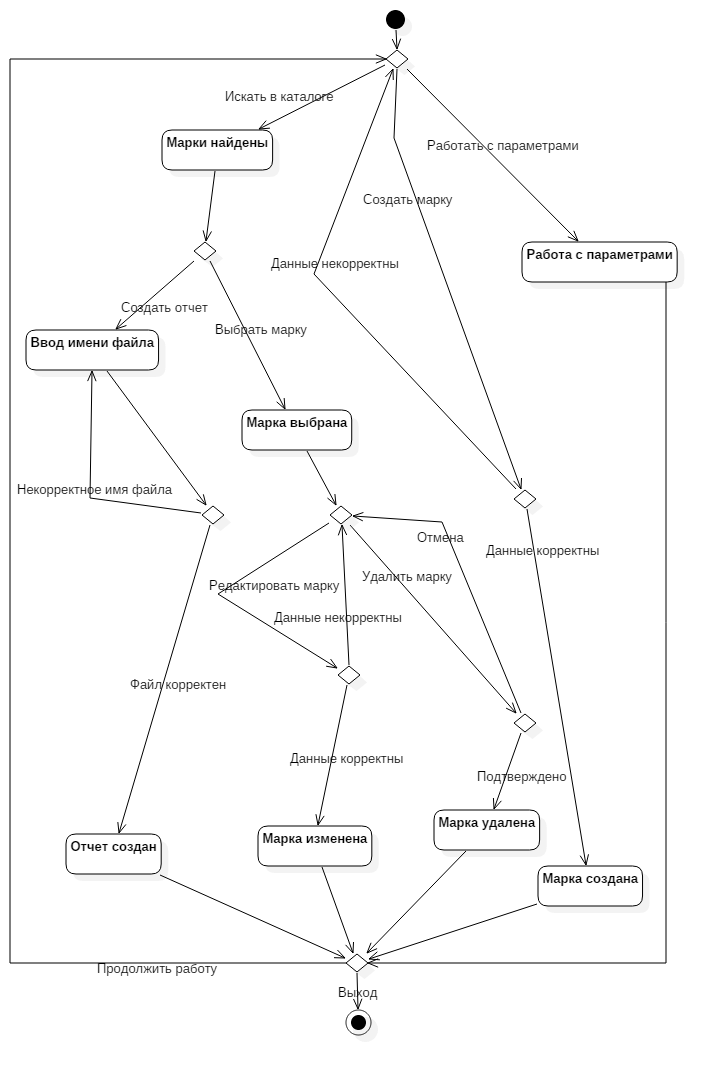 Искать в каталоге
Марки найдены
Работать с параметрами
Создать марку
Работа с параметрами
Данные некорректны
Создать отчет
Выбрать марку
Ввод имени файла
Марка выбрана
Некорректное имя файла
Отмена
Данные корректны
Удалить марку
Редактировать марку
Данные некорректны
Файл корректен
Данные корректны
Подтверждено
Марка удалена
Марка изменена
Отчет создан
Марка создана
Продолжить работу
Выход